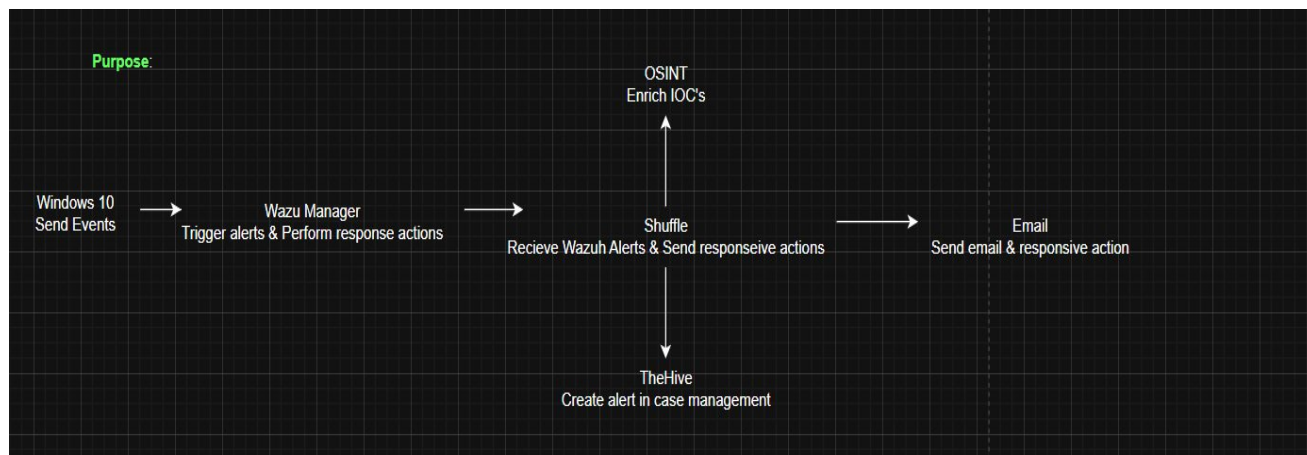 Purpose:
OSINT
Enrich IOC's
Windows 10
Send Events
Wazu Manager
Trigger alerts & Perform response actions
Shuffle
Recieve Wazuh Alerts & Send responseive actions
Email
Send email & responsive action
TheHive
Create alert in case management